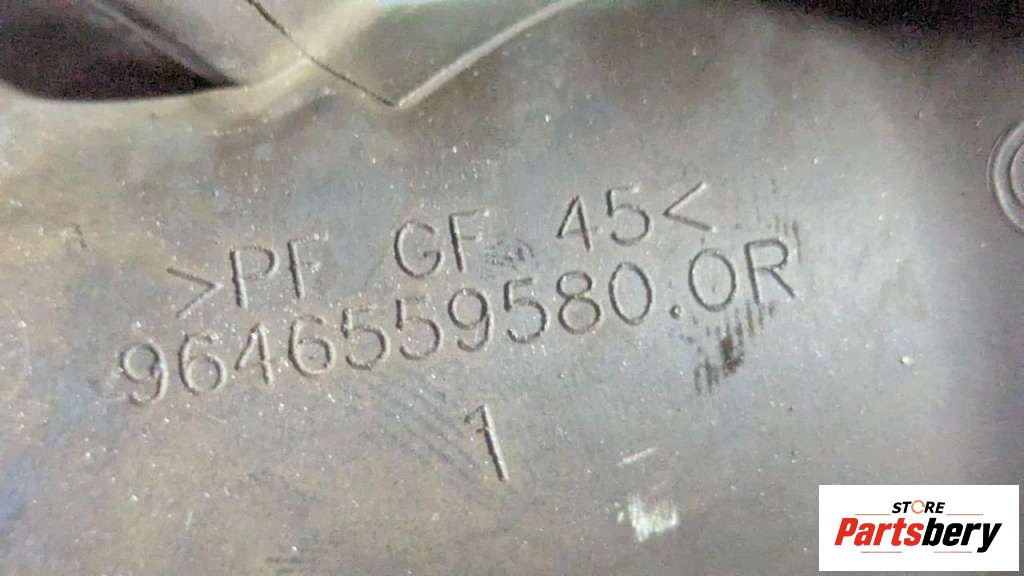 >PF GF 45<
9646559580.0R
1
STORE
Partsbery